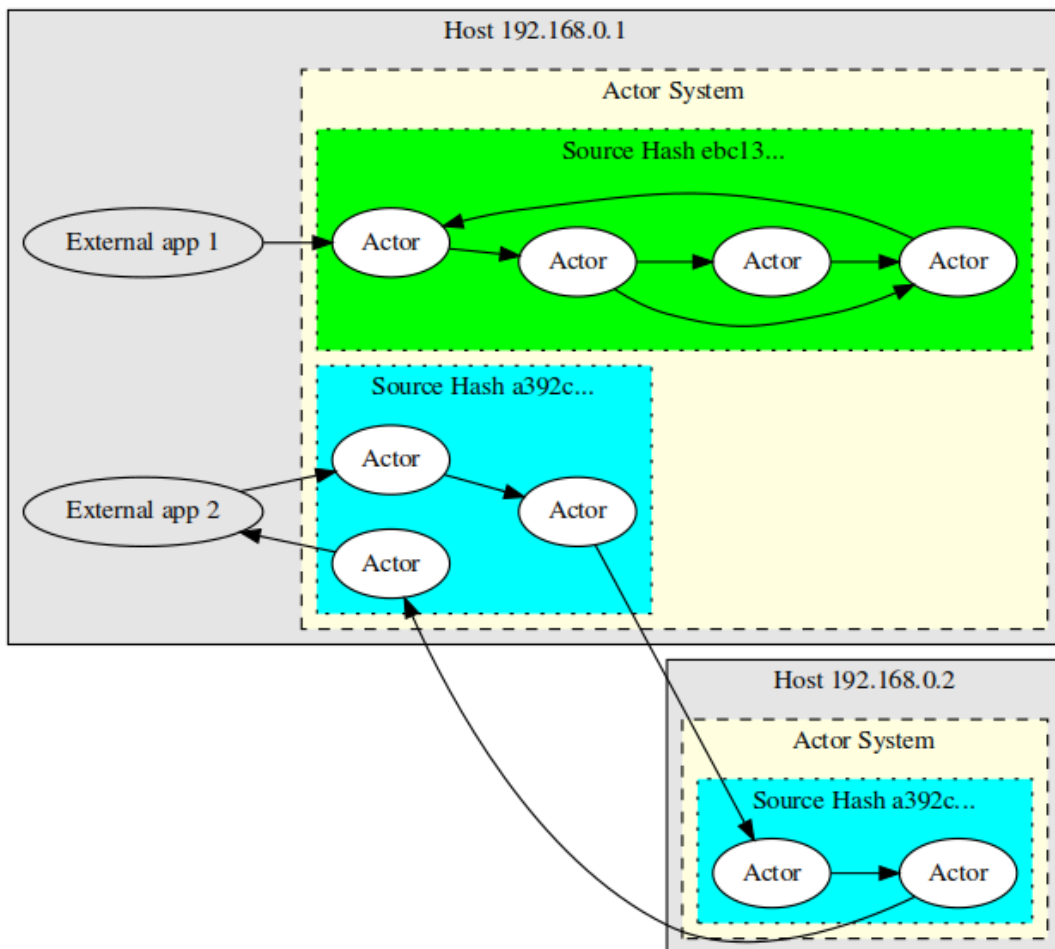 Host 192.168.0.1
Actor System
Source Hash ebc13...
External app 1
Actor
Actor
Actor
Actor
Source Hash a392c...
Actor
External app 2
Actor
Actor
Host 192.168.0.2
Actor System
Source Hash a392c...
Actor
Actor